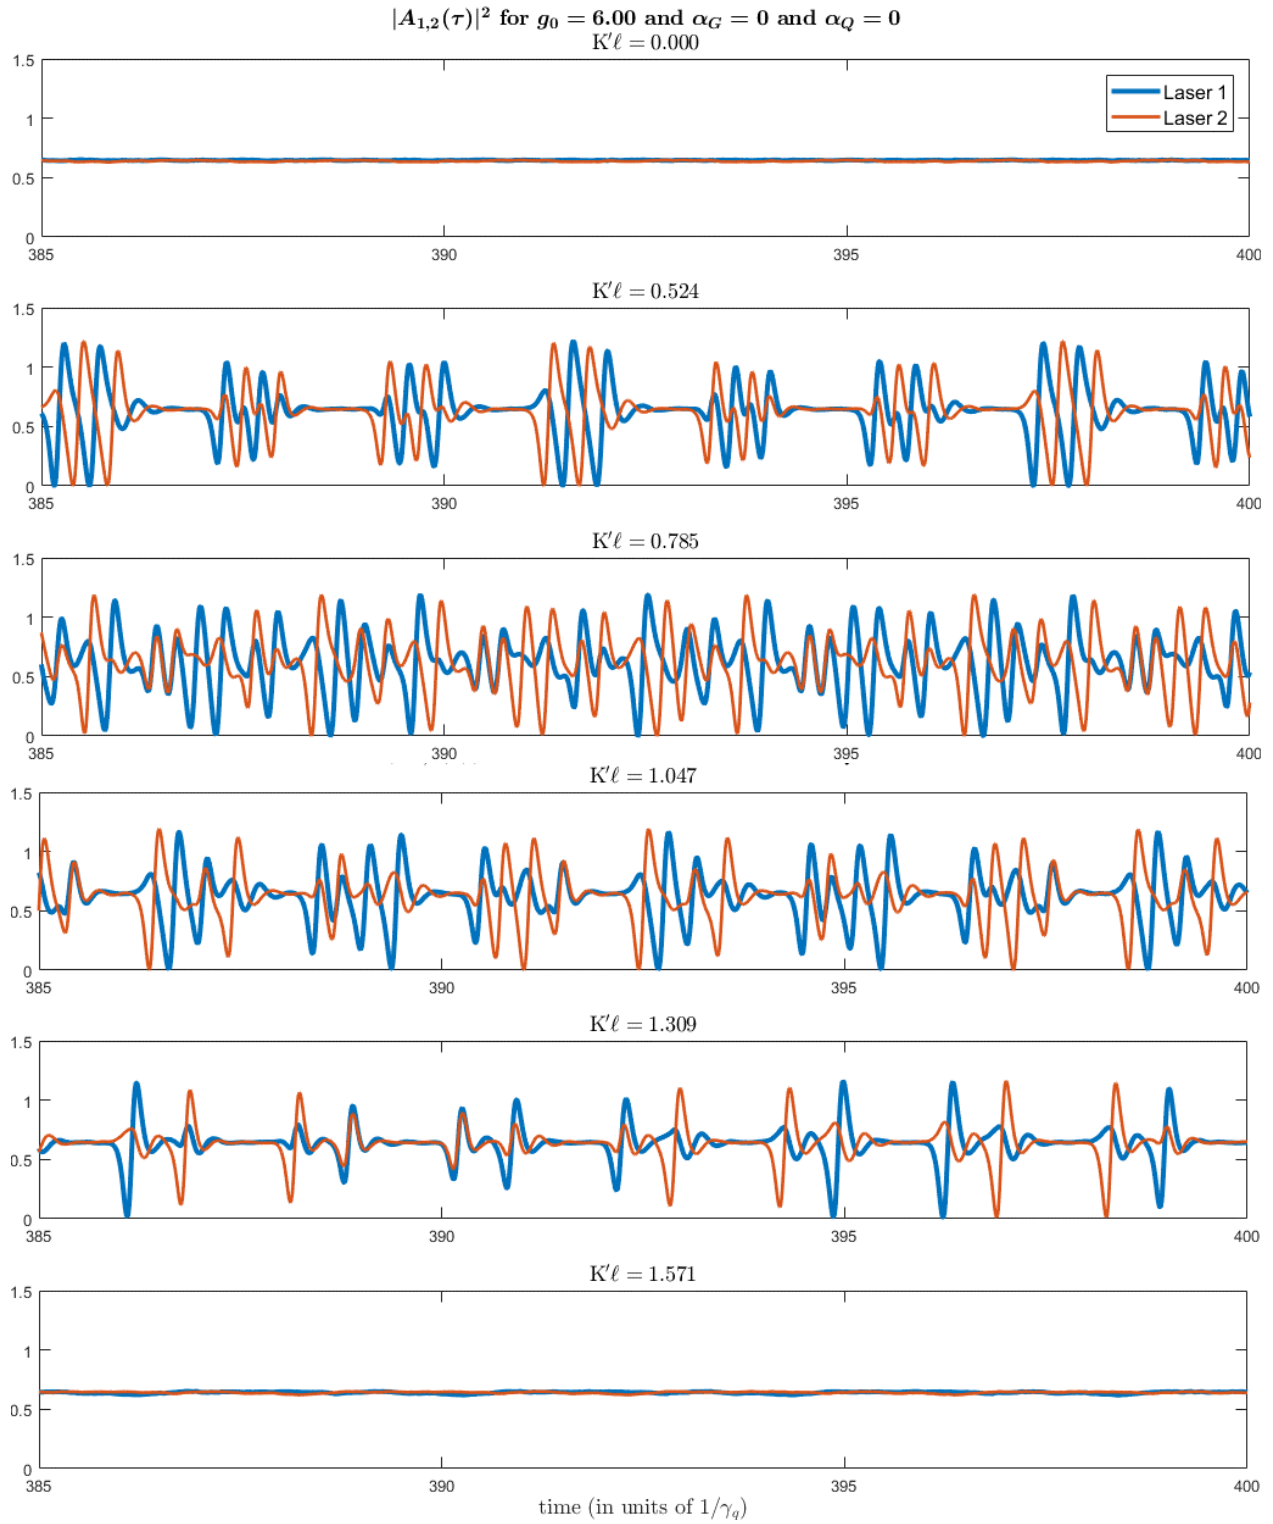 |A₁,₂(τ)|² for g₀ = 6.00 and α_G = 0 and α_Q = 0
K′ℓ = 0.000
1.5
1
0.5
0
Laser 1
Laser 2
385 390 395 400
K′ℓ = 0.524
1.5
1
0.5
0
385 390 395 400
K′ℓ = 0.785
1.5
1
0.5
0
385 390 395 400
K′ℓ = 1.047
1.5
1
0.5
0
385 390 395 400
K′ℓ = 1.309
1.5
1
0.5
0
385 390 395 400
K′ℓ = 1.571
1.5
1
0.5
0
385 390 395 400
time (in units of 1/γ_q)